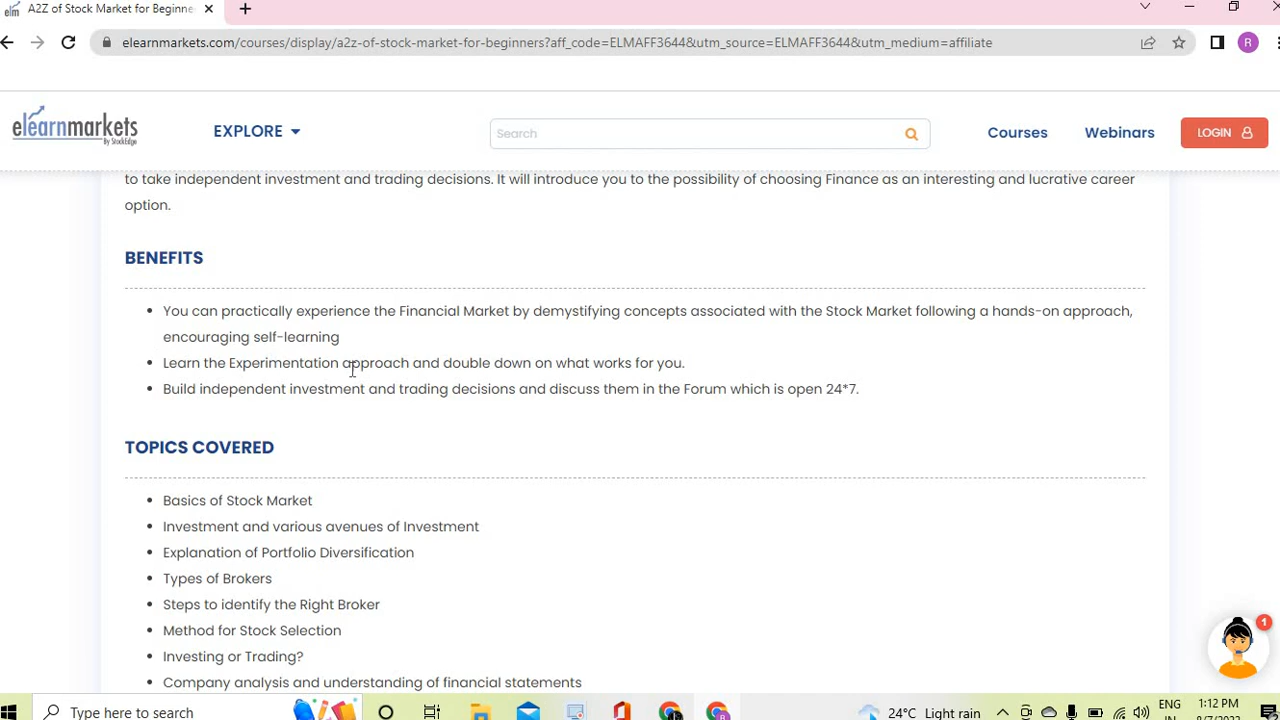 A2Z of Stock Market for Beginne
elearnmarkets.com/courses/display/a2z-of-stock-market-for-beginners?aff_code=ELMAFF3644&utm_source=ELMAFF3644&utm_medium=affiliate
R
elearnmarkets
By StockEdge
EXPLORE
Search
Courses
Webinars
LOGIN
to take independent investment and trading decisions. It will introduce you to the possibility of choosing Finance as an interesting and lucrative career
option.
BENEFITS
You can practically experience the Financial Market by demystifying concepts associated with the Stock Market following a hands-on approach,
encouraging self-learning
Learn the Experimentation approach and double down on what works for you.
Build independent investment and trading decisions and discuss them in the Forum which is open 24*7.
TOPICS COVERED
Basics of Stock Market
Investment and various avenues of Investment
Explanation of Portfolio Diversification
Types of Brokers
Steps to identify the Right Broker
Method for Stock Selection
Investing or Trading?
Company analysis and understanding of financial statements
1
Type here to search
24°C Light rain
ENG
1:12 PM